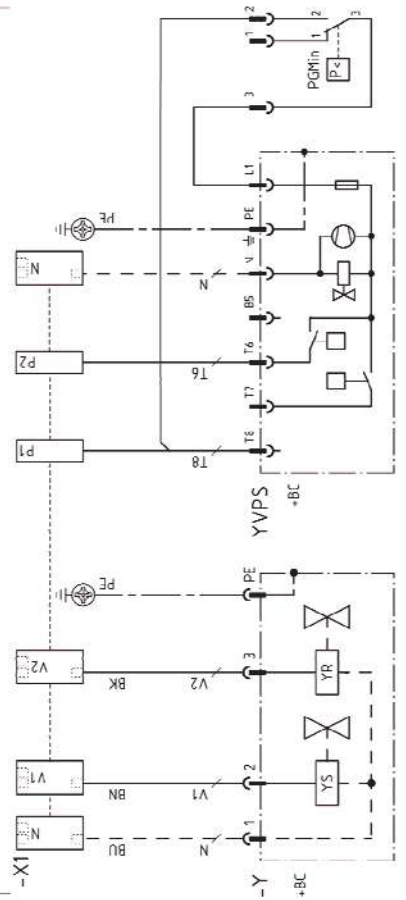 -X1
N
V1
V2
PE
P1
P2
N
PE
BU
BN
BK
N
V1
V2
T8
T6
N
-Y
+BC
1
2
3
PE
YS
YR
YVPS
+BC
T8
T7
T6
B5
N
PE
L1
3
1
2
PGMin
P<
1
2
3